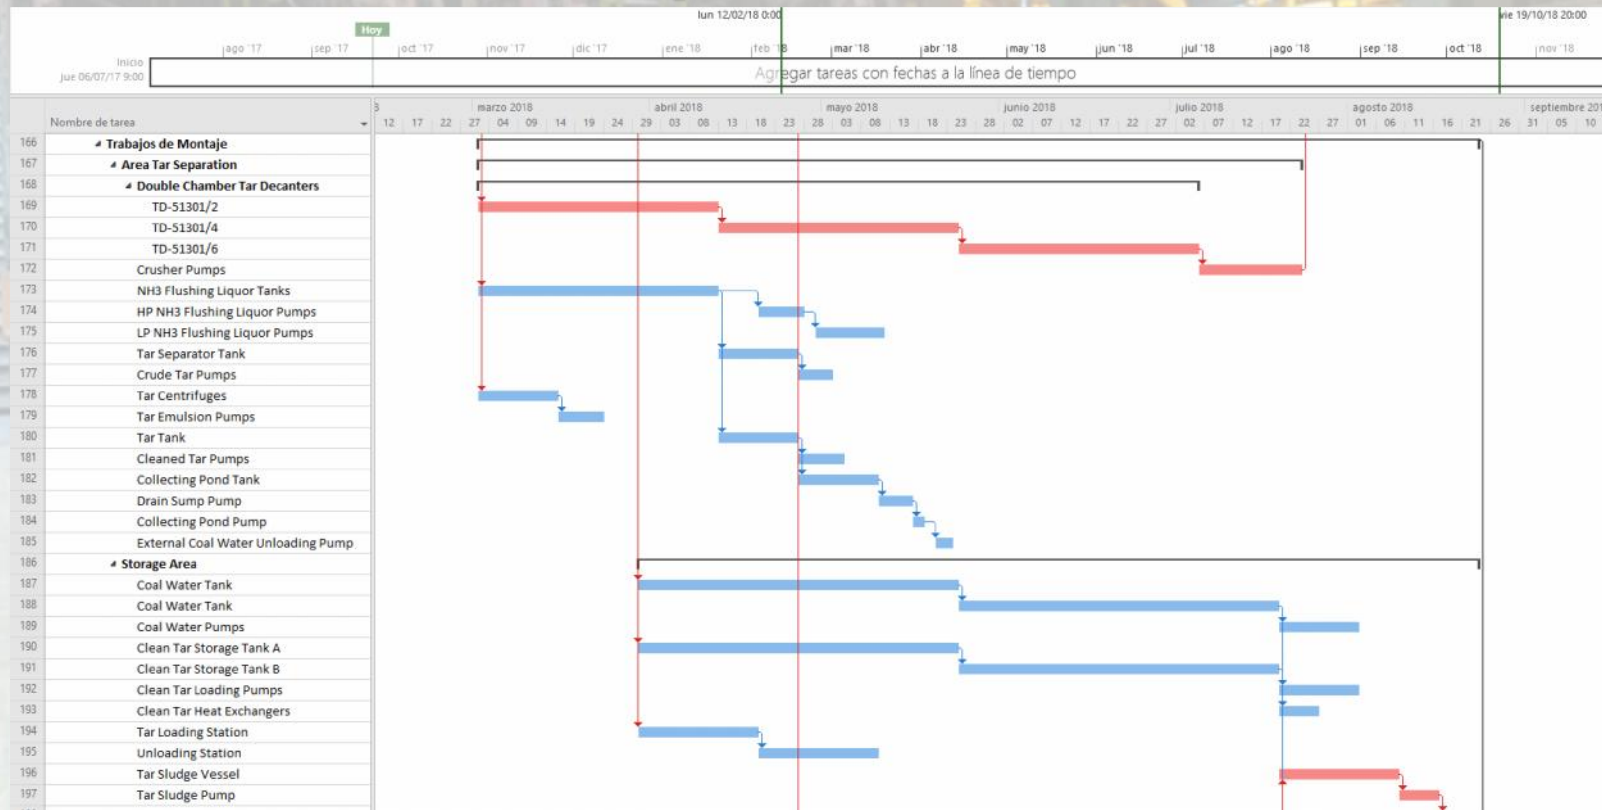 lun 12/02/18 0:00
vie 19/10/18 20:00
Hoy
ago '17 sep '17 oct '17 nov '17 dic '17 ene '18 feb '18 mar '18 abr '18 may '18 jun '18 jul '18 ago '18 sep '18 oct '18 nov '18
Inicio
jue 06/07/17 9:00
Agregar tareas con fechas a la línea de tiempo
marzo 2018 abril 2018 mayo 2018 junio 2018 julio 2018 agosto 2018 septiembre 201
Nombre de tarea
12 17 22 27 04 09 14 19 24 29 03 08 13 18 23 28 03 08 13 18 23 28 02 07 12 17 22 27 02 07 12 17 22 27 01 06 11 16 21 26 31 05 10
166 Trabajos de Montaje
167 Area Tar Separation
168 Double Chamber Tar Decanters
169 TD-51301/2
170 TD-51301/4
171 TD-51301/6
172 Crusher Pumps
173 NH3 Flushing Liquor Tanks
174 HP NH3 Flushing Liquor Pumps
175 LP NH3 Flushing Liquor Pumps
176 Tar Separator Tank
177 Crude Tar Pumps
178 Tar Centrifuges
179 Tar Emulsion Pumps
180 Tar Tank
181 Cleaned Tar Pumps
182 Collecting Pond Tank
183 Drain Sump Pump
184 Collecting Pond Pump
185 External Coal Water Unloading Pump
186 Storage Area
187 Coal Water Tank
188 Coal Water Tank
189 Coal Water Pumps
190 Clean Tar Storage Tank A
191 Clean Tar Storage Tank B
192 Clean Tar Loading Pumps
193 Clean Tar Heat Exchangers
194 Tar Loading Station
195 Unloading Station
196 Tar Sludge Vessel
197 Tar Sludge Pump